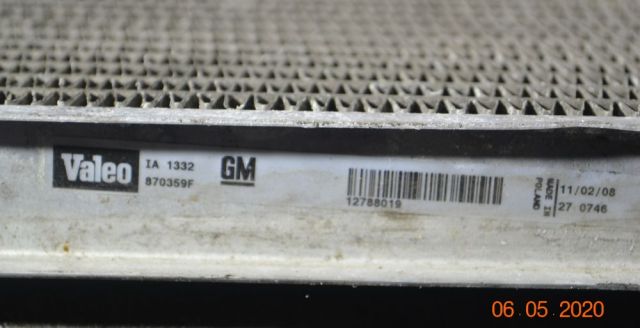 Valeo
IA 1332
870359F
GM
12788019
MADE IN
POLAND
11/02/08
27 0746
06.05.2020